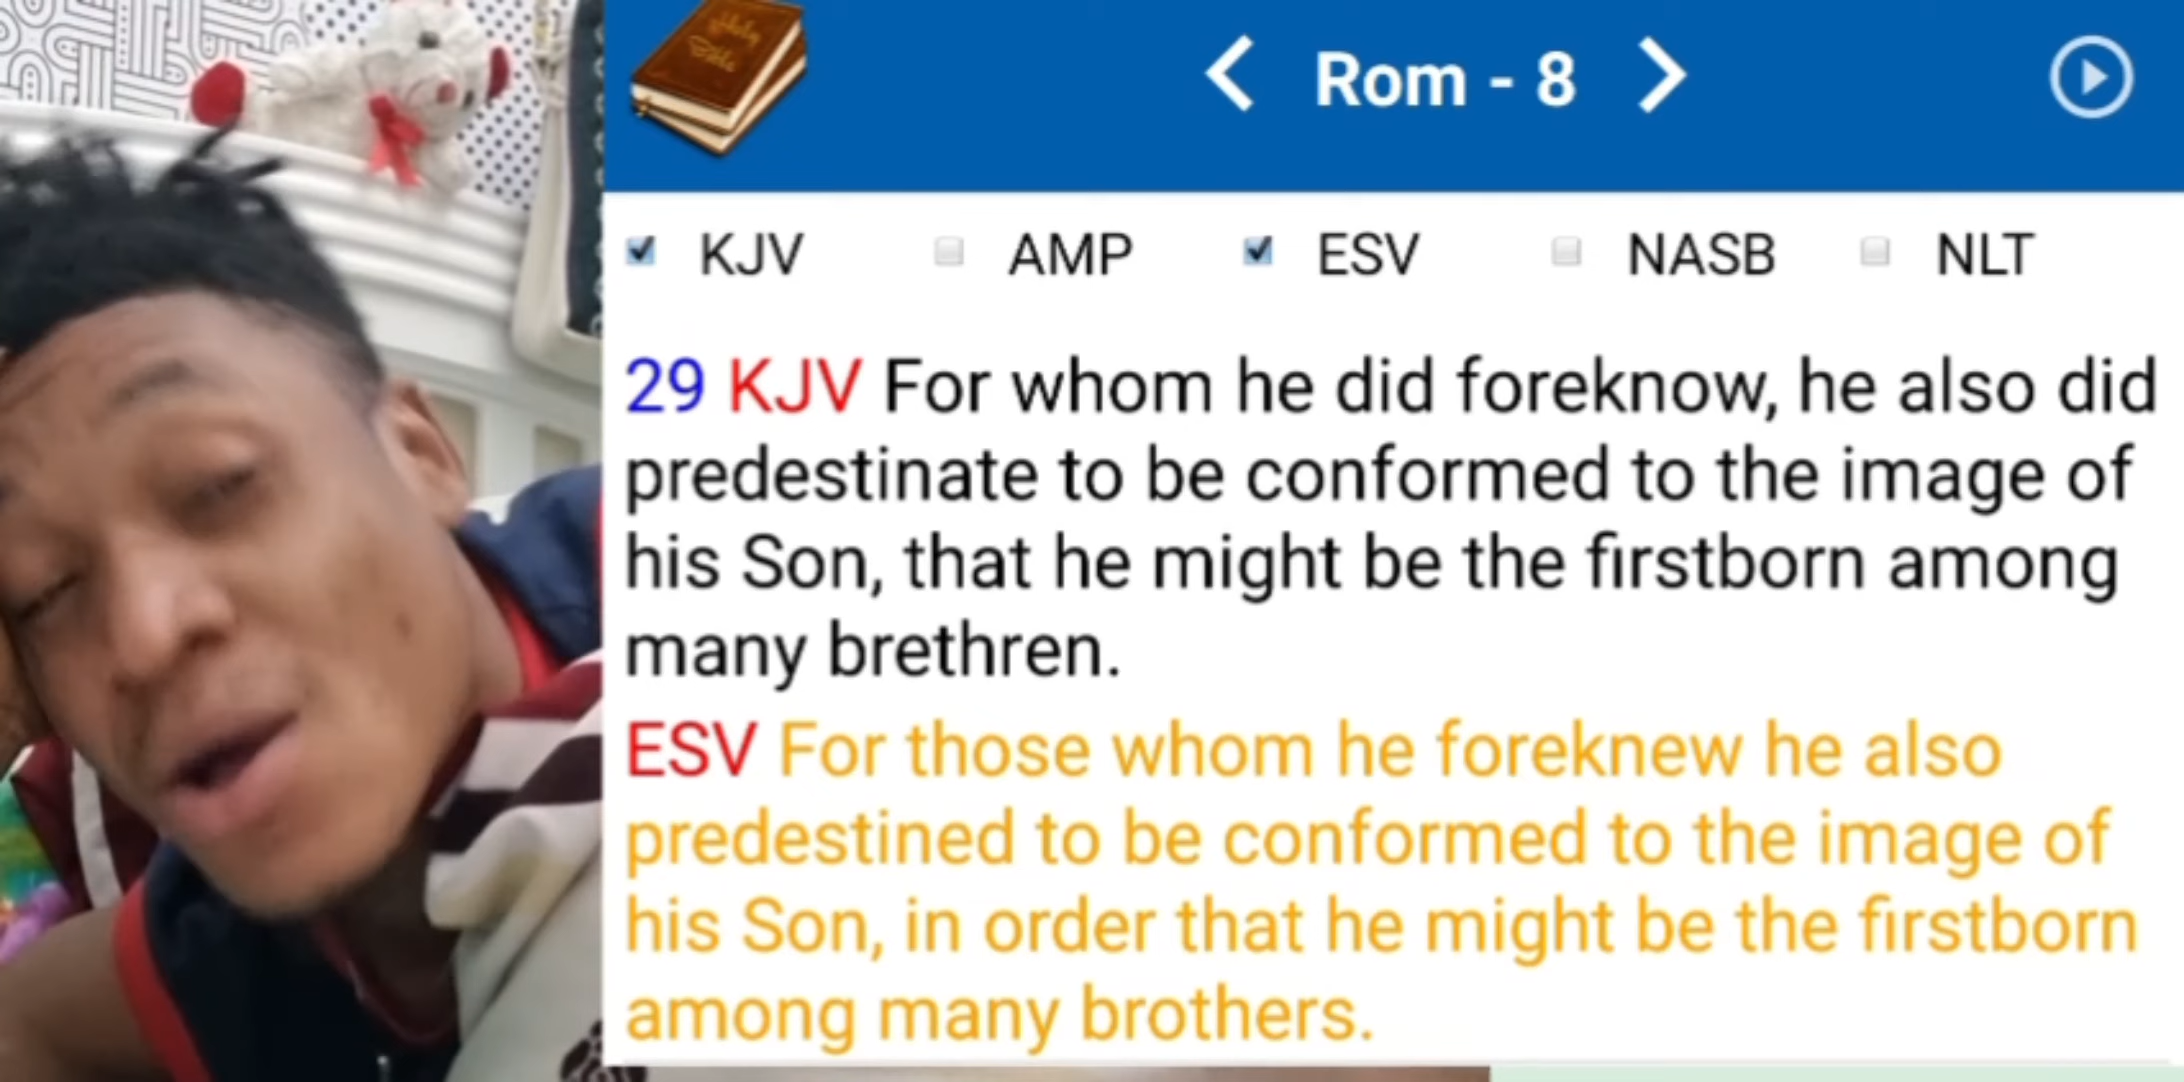 Holy
Bible
Rom - 8
KJV AMP ESV NASB NLT
29 KJV For whom he did foreknow, he also did
predestinate to be conformed to the image of
his Son, that he might be the firstborn among
many brethren.
ESV For those whom he foreknew he also
predestined to be conformed to the image of
his Son, in order that he might be the firstborn
among many brothers.